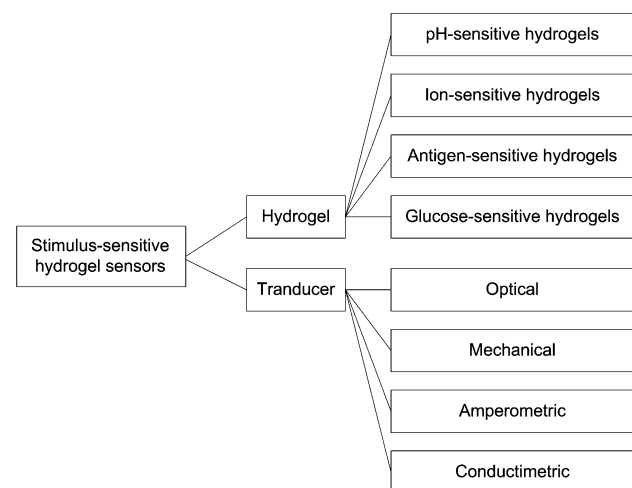 pH-sensitive hydrogels
Ion-sensitive hydrogels
Antigen-sensitive hydrogels
Hydrogel
Glucose-sensitive hydrogels
Stimulus-sensitive
hydrogel sensors
Tranducer
Optical
Mechanical
Amperometric
Conductimetric